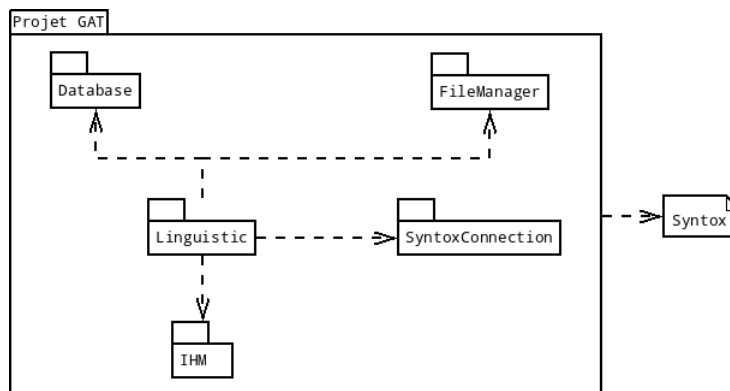 Projet GAT
Database
FileManager
Linguistic
SyntoxConnection
Syntox
IHM